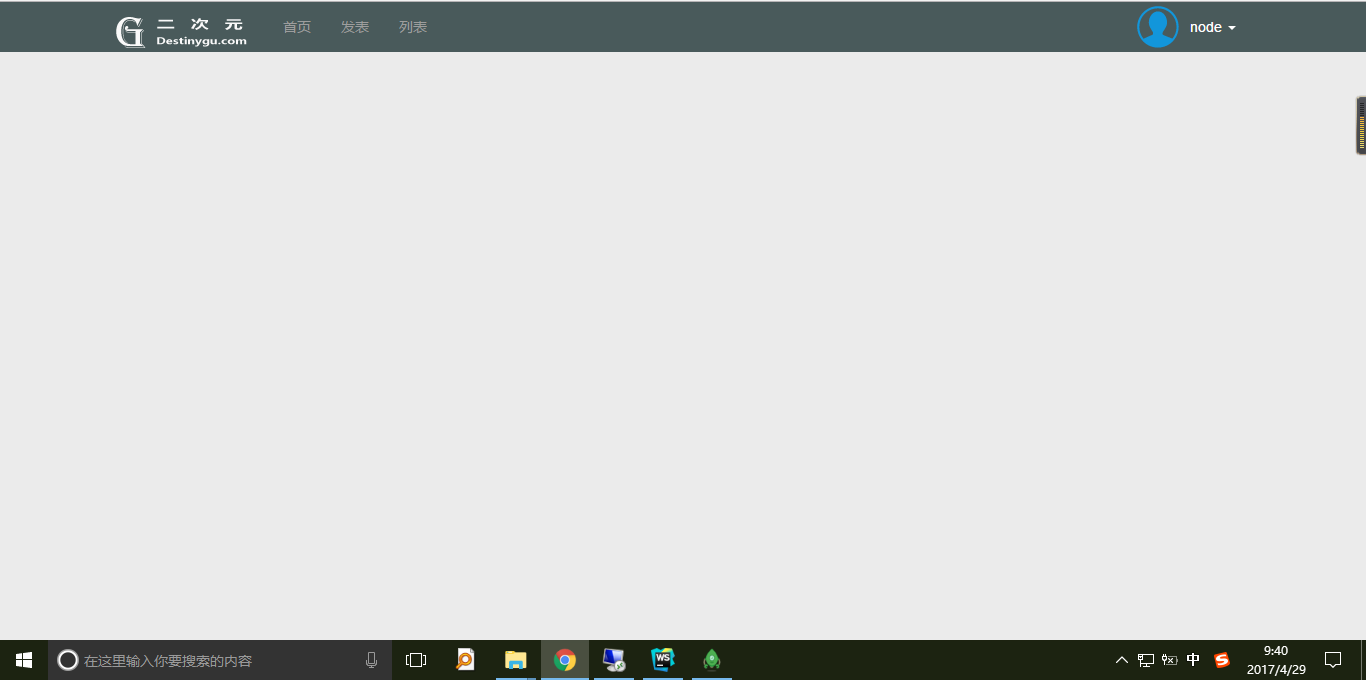 G 二次元
Destinygu.com
首页 发表 列表
node
在这里输入你要搜索的内容
WS
中
S
9:40
2017/4/29